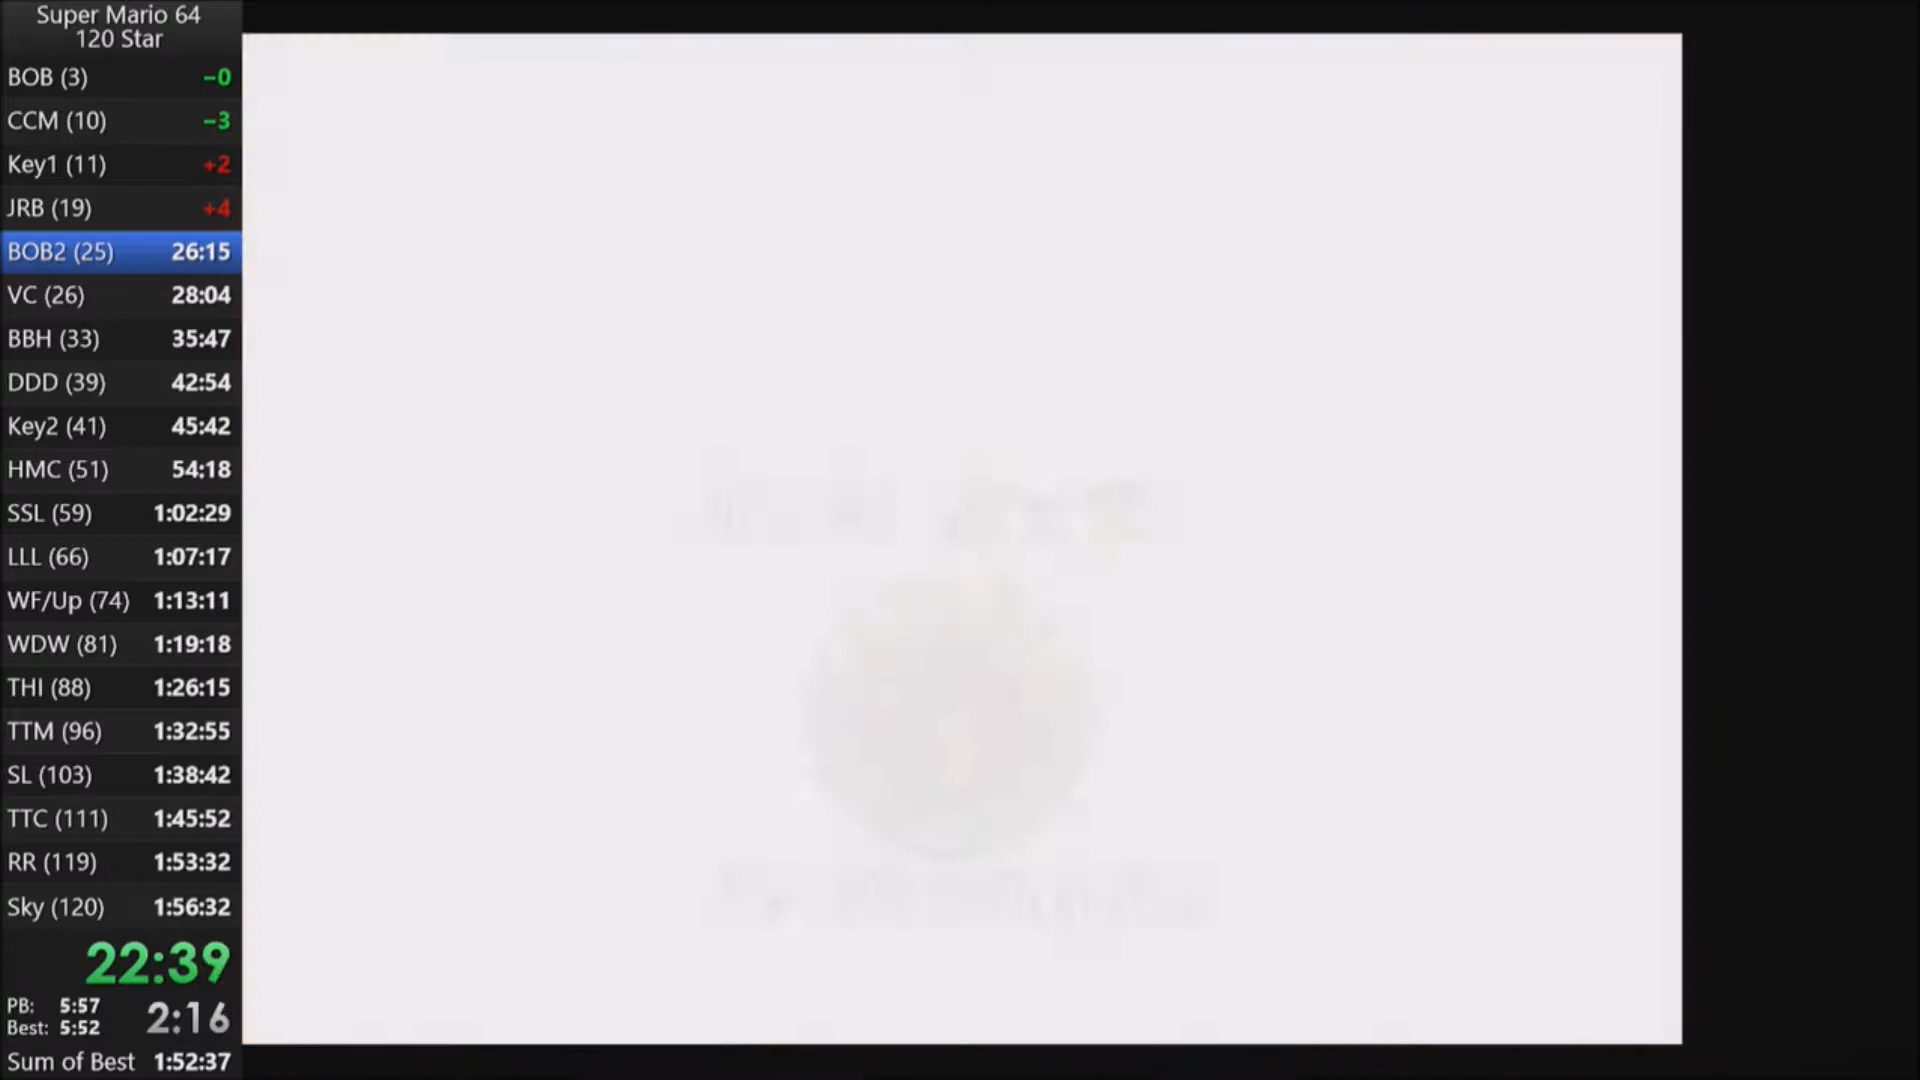 Super Mario 64
120 Star
BOB (3) −0
CCM (10) −3
Key1 (11) +2
JRB (19) +4
BOB2 (25) 26:15
VC (26) 28:04
BBH (33) 35:47
DDD (39) 42:54
Key2 (41) 45:42
HMC (51) 54:18
SSL (59) 1:02:29
LLL (66) 1:07:17
WF/Up (74) 1:13:11
WDW (81) 1:19:18
THI (88) 1:26:15
TTM (96) 1:32:55
SL (103) 1:38:42
TTC (111) 1:45:52
RR (119) 1:53:32
Sky (120) 1:56:32
22:39
PB: 5:57
Best: 5:52
2:16
Sum of Best 1:52:37